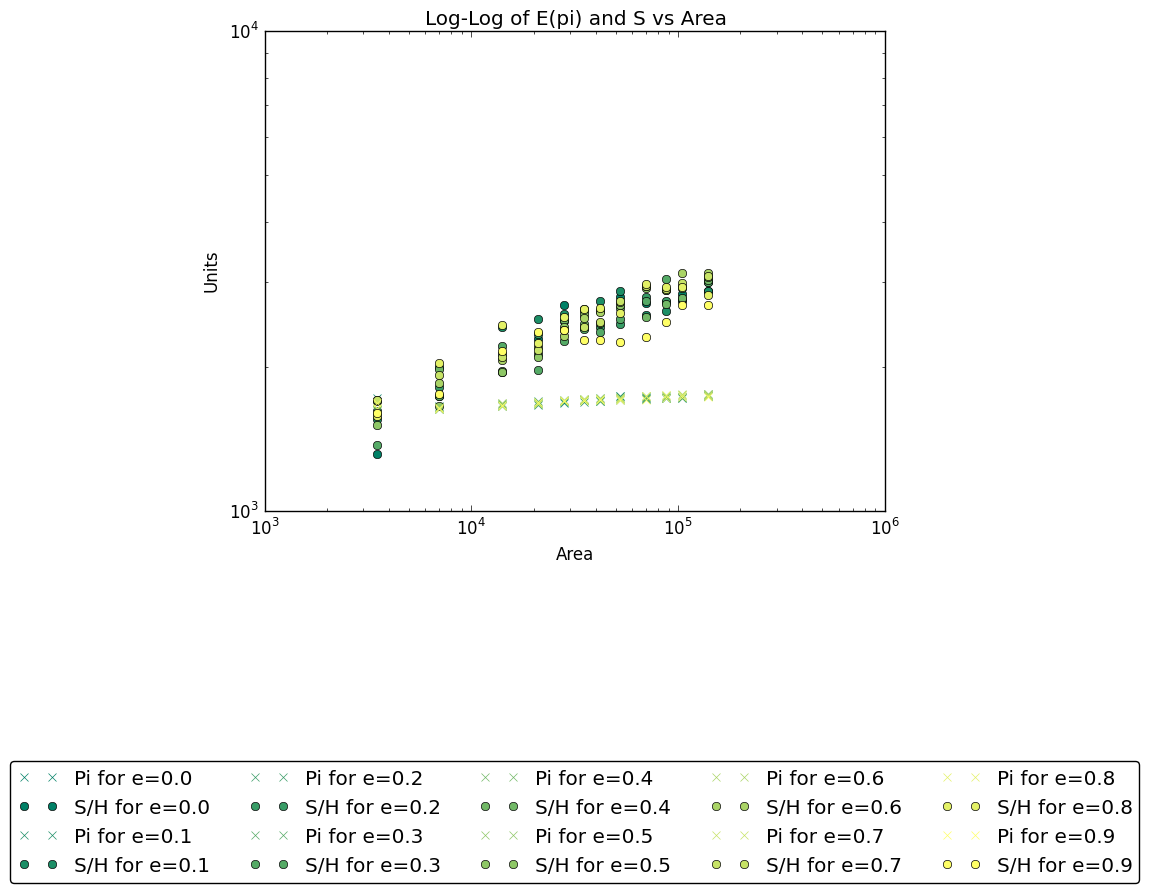 Log-Log of E(pi) and S vs Area
10^4
Units
10^3
10^3 10^4 10^5 10^6
Area
Pi for e=0.0 Pi for e=0.2 Pi for e=0.4 Pi for e=0.6 Pi for e=0.8
S/H for e=0.0 S/H for e=0.2 S/H for e=0.4 S/H for e=0.6 S/H for e=0.8
Pi for e=0.1 Pi for e=0.3 Pi for e=0.5 Pi for e=0.7 Pi for e=0.9
S/H for e=0.1 S/H for e=0.3 S/H for e=0.5 S/H for e=0.7 S/H for e=0.9